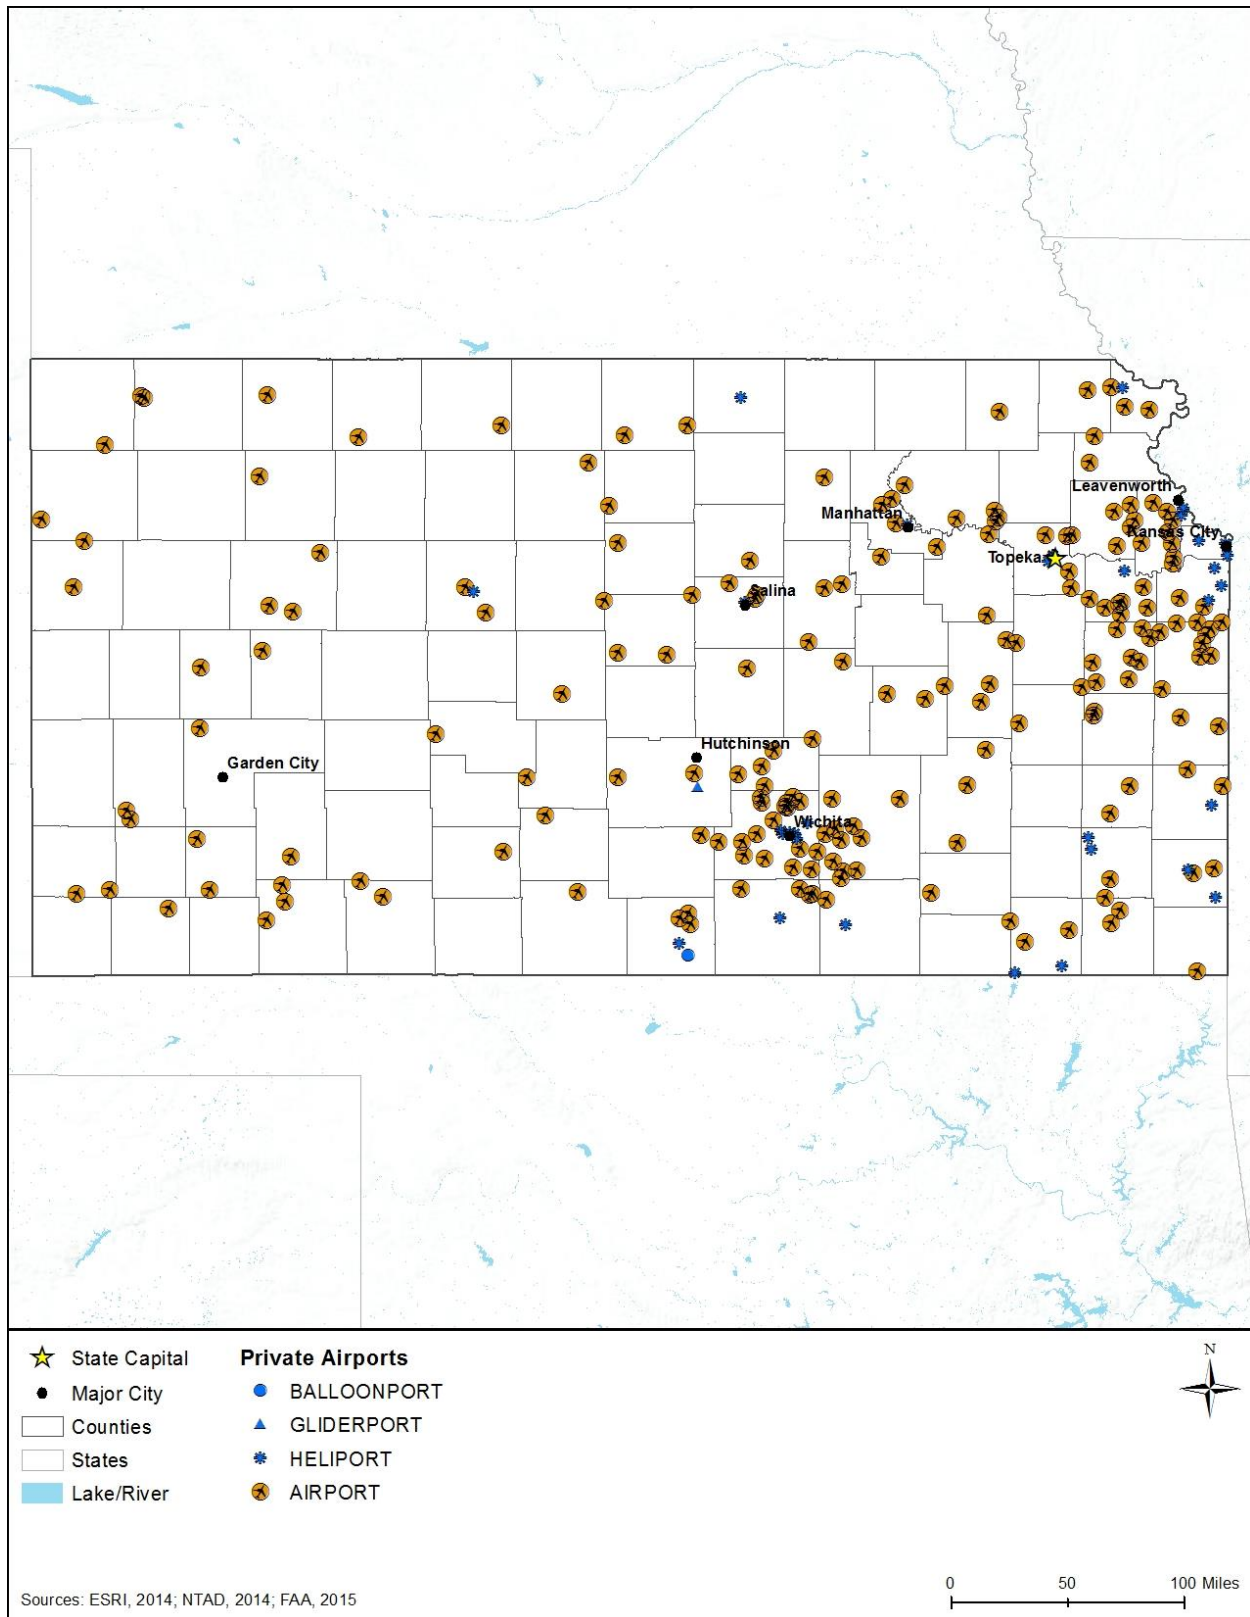 Leavenworth
Manhattan
Kansas City
Topeka
Salina
Hutchinson
Garden City
Wichita
State Capital
Major City
Counties
States
Lake/River
Private Airports
BALLOONPORT
GLIDERPORT
HELIPORT
AIRPORT
N
0 50 100 Miles
Sources: ESRI, 2014; NTAD, 2014; FAA, 2015